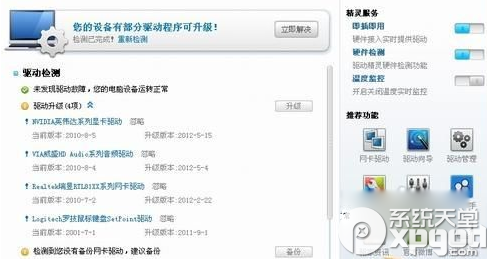 您的设备有部分驱动程序可升级！
检测已完成！重新检测
立即解决
驱动检测
未发现驱动故障，您的电脑设备运转正常
驱动升级（4项）
升级
NVIDIA英伟达系列显卡驱动 忽略
当前版本:2010-8-5 升级版本:2012-5-15
VIA威盛HD Audio系列音频驱动 忽略
当前版本:2010-2-2 升级版本:2012-5-4
Realtek瑞昱RTL81XX系列网卡驱动 忽略
当前版本:2010-7-7 升级版本:2012-4-17
Logitech罗技鼠标键盘SetPoint驱动 忽略
当前版本:2001-7-1 升级版本:2011-9-1
检测到您没有备份网卡驱动，建议备份
备份
精灵服务
即插即用
硬件接入实时提供驱动
硬件检测
驱动精灵硬件检测功能
温度监控
开启关闭温度实时监控
推荐功能
网卡驱动
驱动向导
驱动管理
系统天堂
官方微博